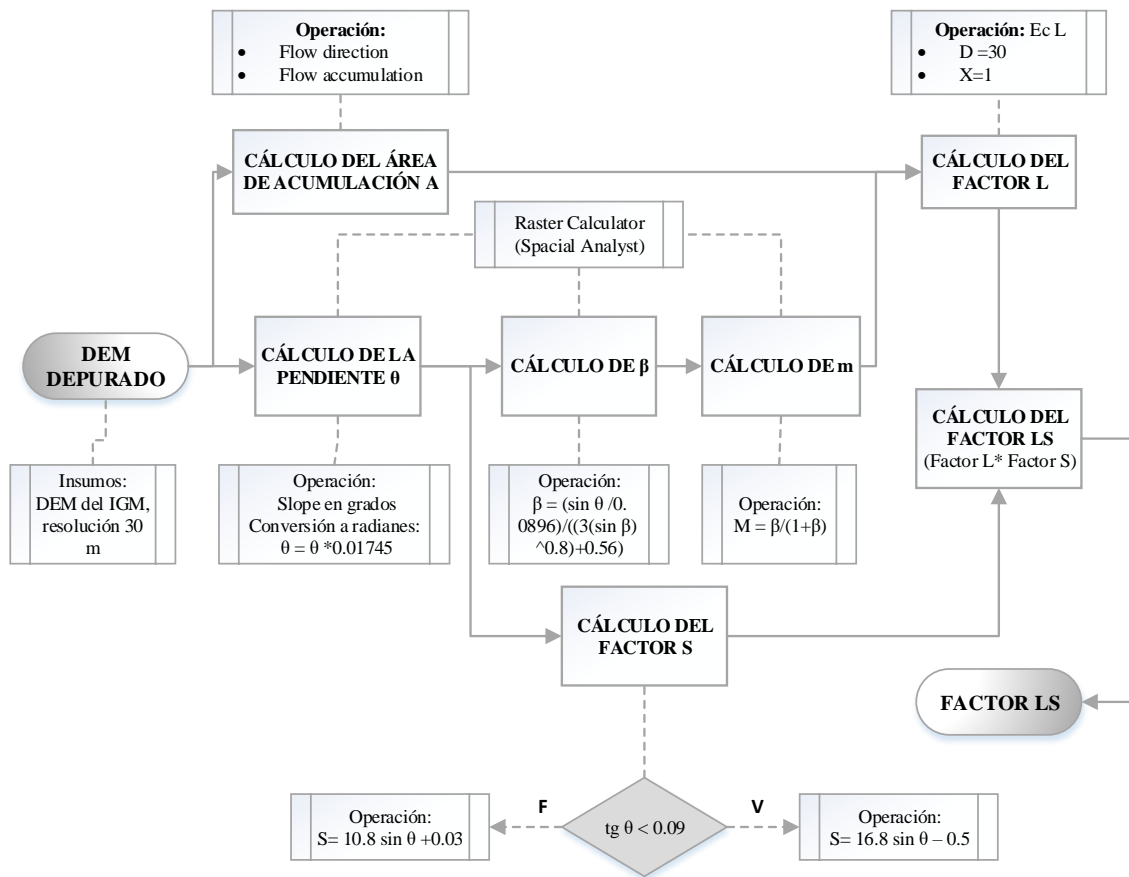 Operación:
• Flow direction
• Flow accumulation
Operación: Ec L
• D =30
• X=1
CÁLCULO DEL ÁREA
DE ACUMULACIÓN A
CÁLCULO DEL
FACTOR L
Raster Calculator
(Spacial Analyst)
DEM
DEPURADO
CÁLCULO DE LA
PENDIENTE θ
CÁLCULO DE β
CÁLCULO DE m
CÁLCULO DEL
FACTOR LS
(Factor L* Factor S)
Insumos:
DEM del IGM,
resolución 30
m
Operación:
Slope en grados
Conversión a radianes:
θ = θ *0.01745
Operación:
β = (sin θ /0.
0896)/((3(sin β)
^0.8)+0.56)
Operación:
M = β/(1+β)
CÁLCULO DEL
FACTOR S
FACTOR LS
Operación:
S= 10.8 sin θ +0.03
F
tg θ < 0.09
V
Operación:
S= 16.8 sin θ – 0.5